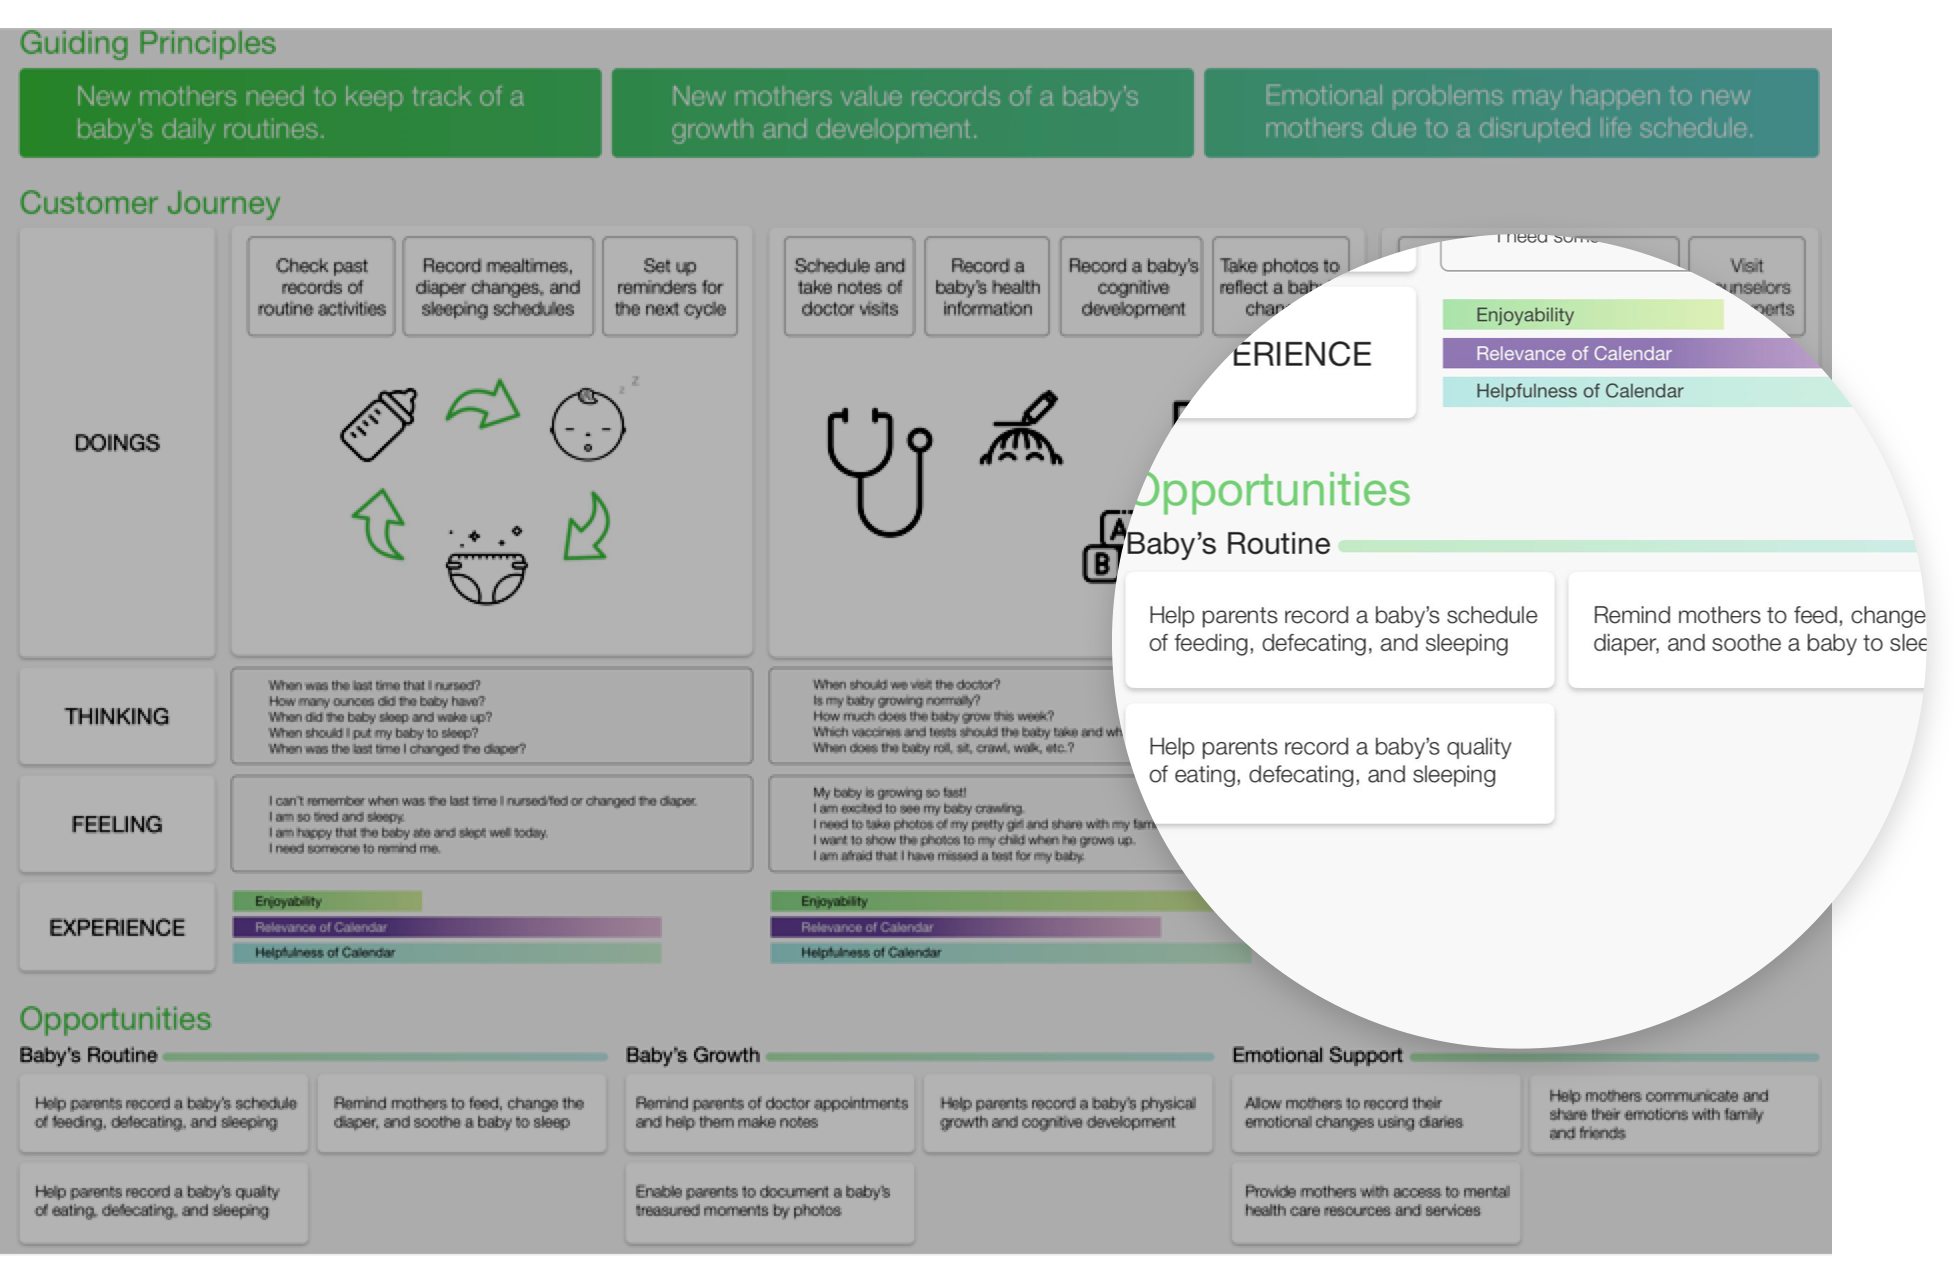 Guiding Principles
New mothers need to keep track of a
baby's daily routines.
New mothers value records of a baby's
growth and development.
Emotional problems may happen to new
mothers due to a disrupted life schedule.
Customer Journey
DOINGS
Check past
records of
routine activities
Record mealtimes,
diaper changes, and
sleeping schedules
Set up
reminders for
the next cycle
Schedule and
take notes of
doctor visits
Record a
baby's health
information
Record a baby's
cognitive
development
Take photos to
reflect a
Visit
z
z
A
B
THINKING
When was the last time that I nursed?
How many ounces did the baby have?
When did the baby sleep and wake up?
When should I put my baby to sleep?
When was the last time I changed the diaper?
When should we visit the doctor?
Is my baby growing normally?
How much does the baby grow this week?
Which vaccines and tests should the baby take and
When does the baby roll, sit, crawl, walk, etc.?
FEELING
I can't remember when was the last time I nursed/fed or changed the diaper.
I am so tired and sleepy.
I am happy that the baby ate and slept well today.
I need someone to remind me.
My baby is growing so fast!
I am excited to see my baby crawling.
I need to take photos of my pretty girl and share with my
I want to show the photos to my child when he grows up.
I am afraid that I have missed a test for my baby.
EXPERIENCE
Enjoyability
Relevance of Calendar
Helpfulness of Calendar
Enjoyability
Relevance of Calendar
Helpfulness of Calendar
I need
ERIENCE
Enjoyability
Relevance of Calendar
Helpfulness of Calendar
Opportunities
Baby's Routine
Help parents record a baby's schedule
of feeding, defecating, and sleeping
Remind mothers to feed, change
diaper, and soothe a baby to slee
Help parents record a baby's quality
of eating, defecating, and sleeping
Opportunities
Baby's Routine
Help parents record a baby's schedule
of feeding, defecating, and sleeping
Remind mothers to feed, change the
diaper, and soothe a baby to sleep
Help parents record a baby's quality
of eating, defecating, and sleeping
Baby's Growth
Remind parents of doctor appointments
and help them make notes
Help parents record a baby's physical
growth and cognitive development
Enable parents to document a baby's
treasured moments by photos
Emotional Support
Allow mothers to record their
emotional changes using diaries
Help mothers communicate and
share their emotions with family
and friends
Provide mothers with access to mental
health care resources and services